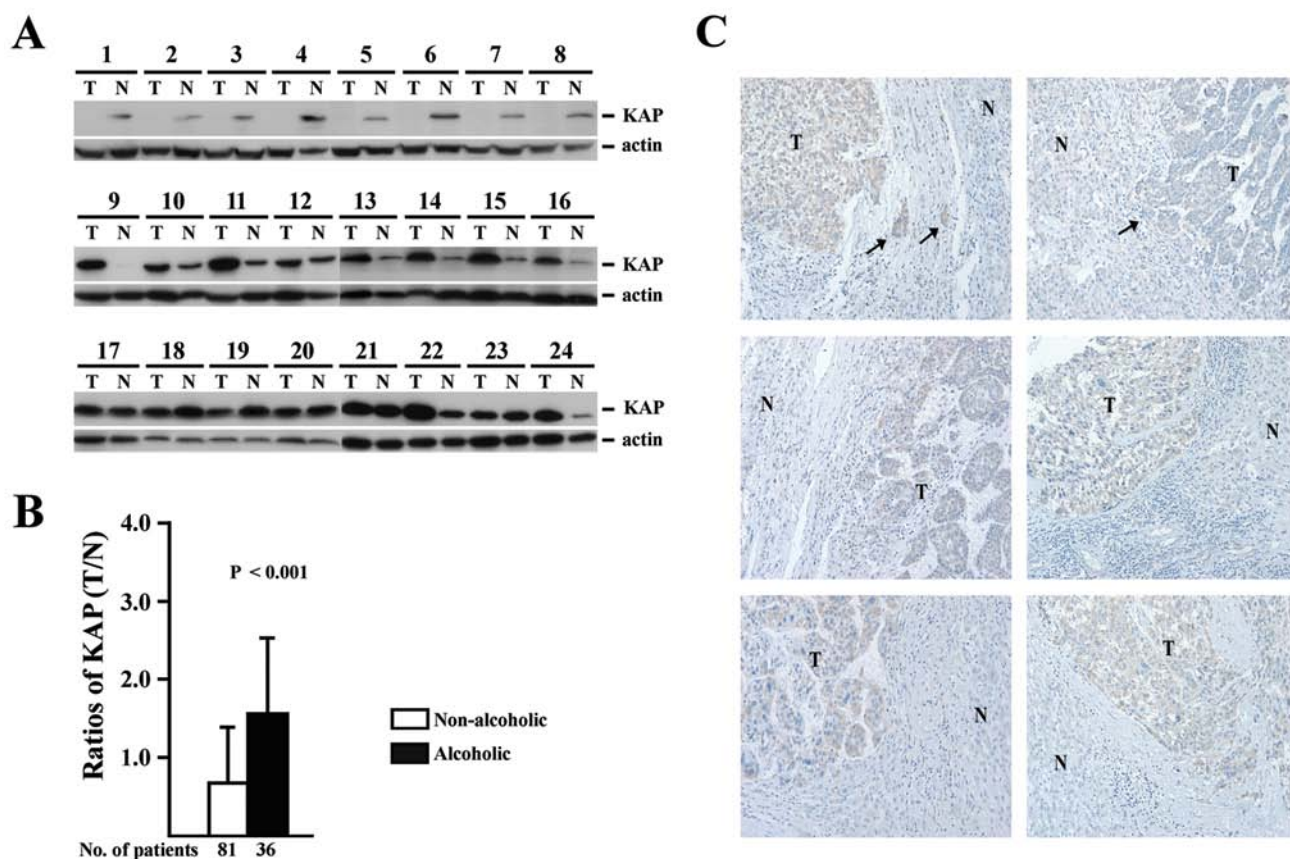 A
1 2 3 4 5 6 7 8
T N T N T N T N T N T N T N T N
KAP
actin
9 10 11 12 13 14 15 16
T N T N T N T N T N T N T N T N
KAP
actin
17 18 19 20 21 22 23 24
T N T N T N T N T N T N T N T N
KAP
actin
B
Ratios of KAP (T/N)
4.0
3.0
2.0
1.0
P < 0.001
Non-alcoholic
Alcoholic
No. of patients 81 36
C
T N
N T
N T
T N
T N
T N